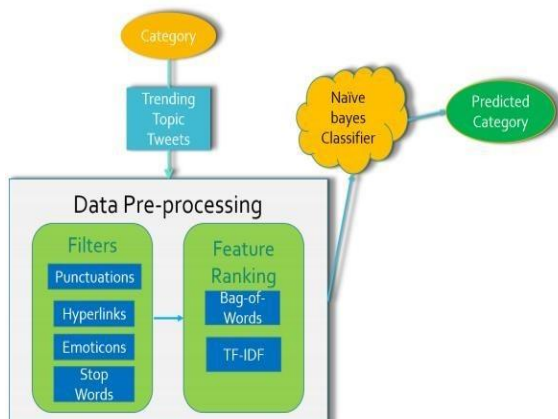 Category
Trending
Topic
Tweets
Naïve
bayes
Classifier
Predicted
Category
Data Pre-processing
Filters
Punctuations
Hyperlinks
Emoticons
Stop
Words
Feature
Ranking
Bag-of-
Words
TF-IDF